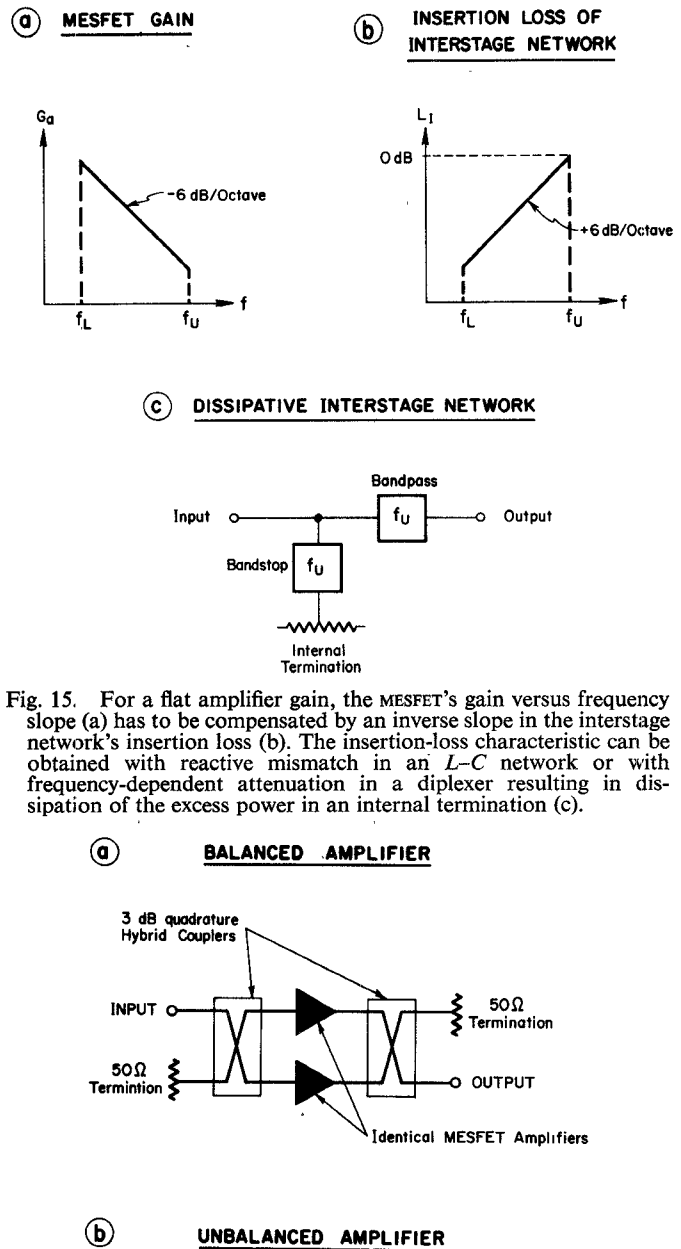 ⓐ MESFET GAIN
ⓑ INSERTION LOSS OF
INTERSTAGE NETWORK
Ga
-6 dB/Octave
fL
fU
f
LI
0 dB
+6 dB/Octave
fL
fU
f
ⓒ DISSIPATIVE INTERSTAGE NETWORK
Bandpass
Input
fU
Output
Bandstop
fU
Internal
Termination
Fig. 15. For a flat amplifier gain, the MESFET's gain versus frequency
slope (a) has to be compensated by an inverse slope in the interstage
network's insertion loss (b). The insertion-loss characteristic can be
obtained with reactive mismatch in an L–C network or with
frequency-dependent attenuation in a diplexer resulting in dis-
sipation of the excess power in an internal termination (c).
ⓐ BALANCED AMPLIFIER
3 dB quadrature
Hybrid Couplers
INPUT
50Ω
Termination
50Ω
Termintion
OUTPUT
Identical MESFET Amplifiers
ⓑ UNBALANCED AMPLIFIER